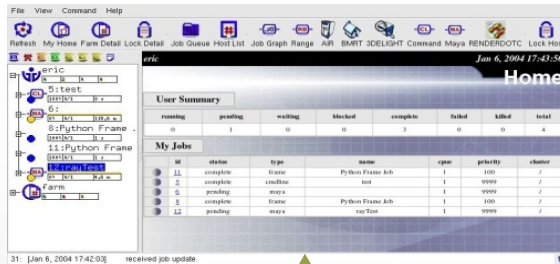 File View Command Help
Refresh My Home Farm Detail Lock Detail Job Queue Host List Job Graph Range AIR BMRT 3DELIGHT Command Maya RENDERDOTC Lock Hos
eric
Jan 6, 2004 17:43:50
Home
eric
5:test
6:
8:Python Frame .
11:Python Frame
12:rayTest
farm
User Summary
running pending waiting blocked complete failed killed total
0 1 0 0 3 0 0 4
My Jobs
id status type name cpus priority cluster
11 complete frame Python Frame Job 1 100 /
5 complete cmdline test 1 9999 /
6 pending maya 1 9999 /
8 complete frame Python Frame Job 1 100 /
12 pending maya rayTest 1 9999 /
31: [Jan 6, 2004 17:42:03] received job update.